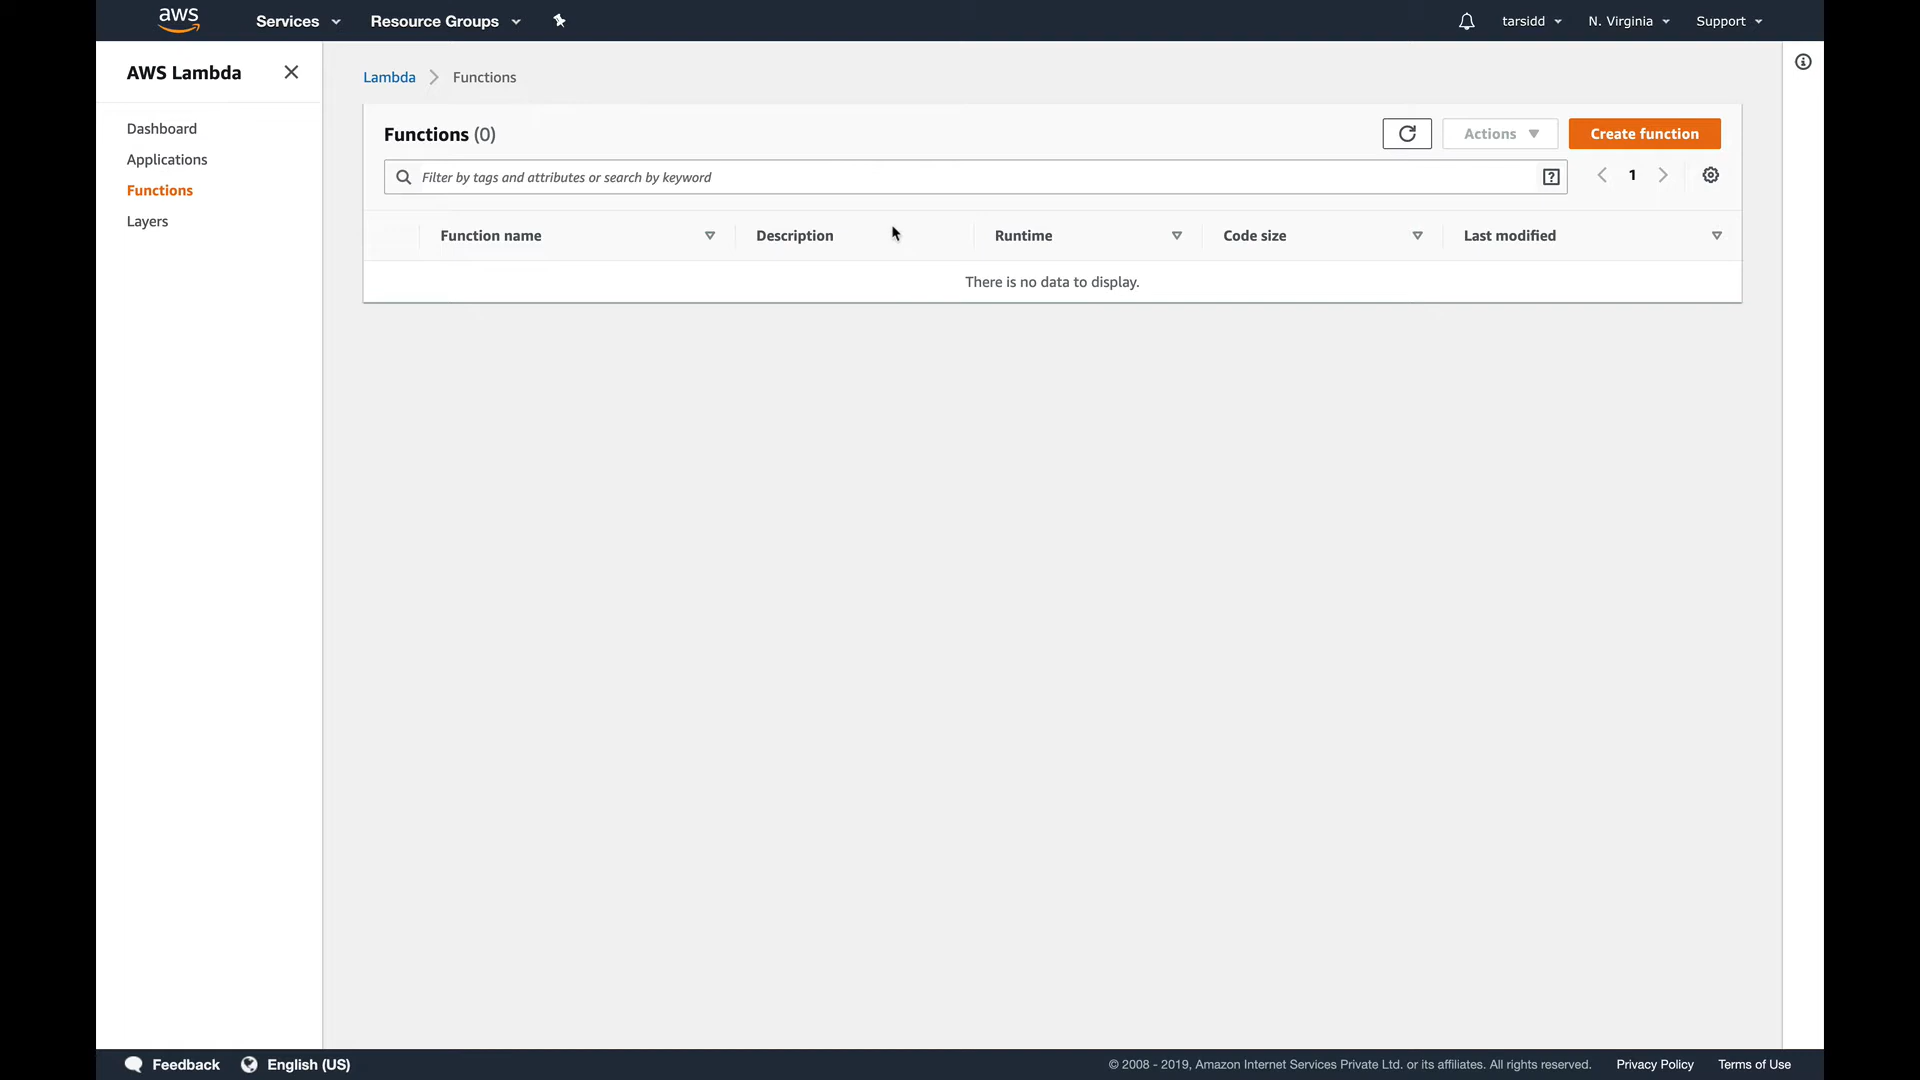 aws Services Resource Groups tarsidd N. Virginia Support
AWS Lambda
Dashboard
Applications
Functions
Layers
Lambda Functions
Functions (0) Actions Create function
Filter by tags and attributes or search by keyword ? 1
Function name Description Runtime Code size Last modified
There is no data to display.
Feedback English (US) © 2008 - 2019, Amazon Internet Services Private Ltd. or its affiliates. All rights reserved. Privacy Policy Terms of Use